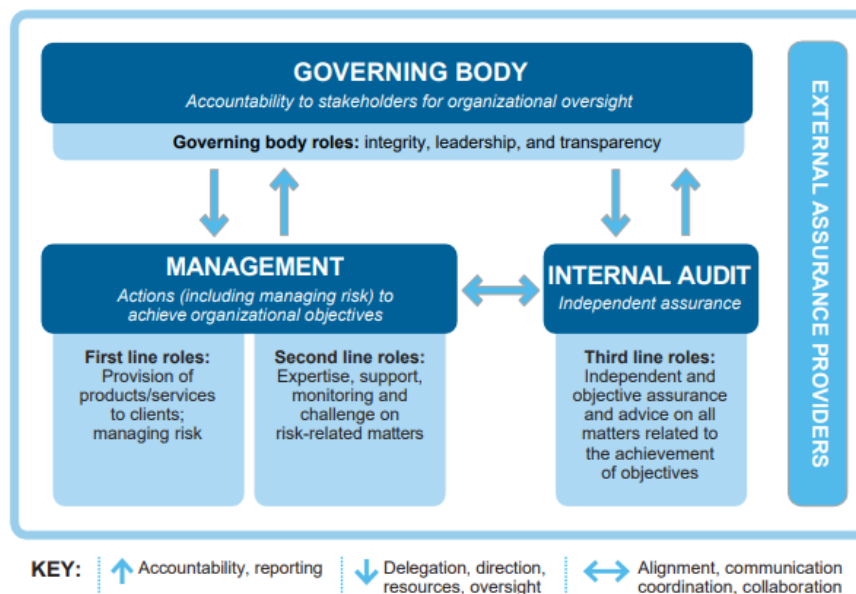 GOVERNING BODY
Accountability to stakeholders for organizational oversight
Governing body roles: integrity, leadership, and transparency
MANAGEMENT
Actions (including managing risk) to
achieve organizational objectives
First line roles:
Provision of
products/services
to clients;
managing risk
Second line roles:
Expertise, support,
monitoring and
challenge on
risk-related matters
INTERNAL AUDIT
Independent assurance
Third line roles:
Independent and
objective assurance
and advice on all
matters related to
the achievement
of objectives
EXTERNAL ASSURANCE PROVIDERS
KEY:
Accountability, reporting
Delegation, direction,
resources, oversight
Alignment, communication
coordination, collaboration